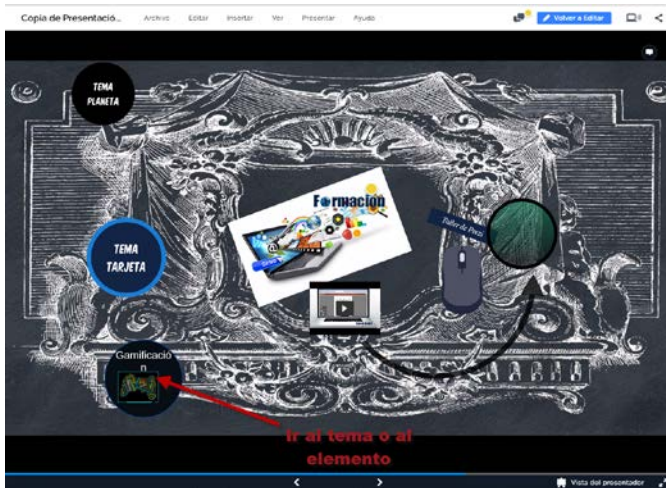 Copia de Presentació... Archivo Editar Insertar Ver Presentar Ayuda Volver a Editar
TEMA
PLANETA
Formación
Taller de Prezi
TEMA
TARJETA
Gamificació
n
Ir al tema o al
elemento
Vista del presentador